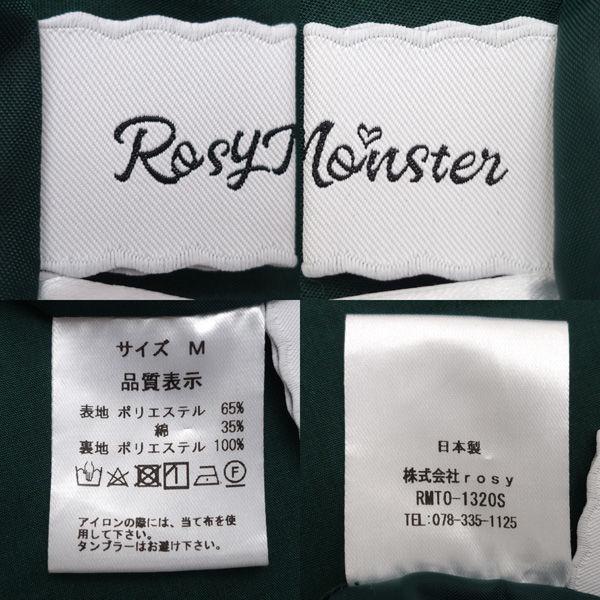 RosyMonster
サイズ M
品質表示
表地 ポリエステル 65%
綿 35%
裏地 ポリエステル 100%
F
アイロンの際には、当て布を使
用して下さい。
タンブラーはお避け下さい。
日本製
株式会社rosy
RMTO-1320S
TEL:078-335-1125